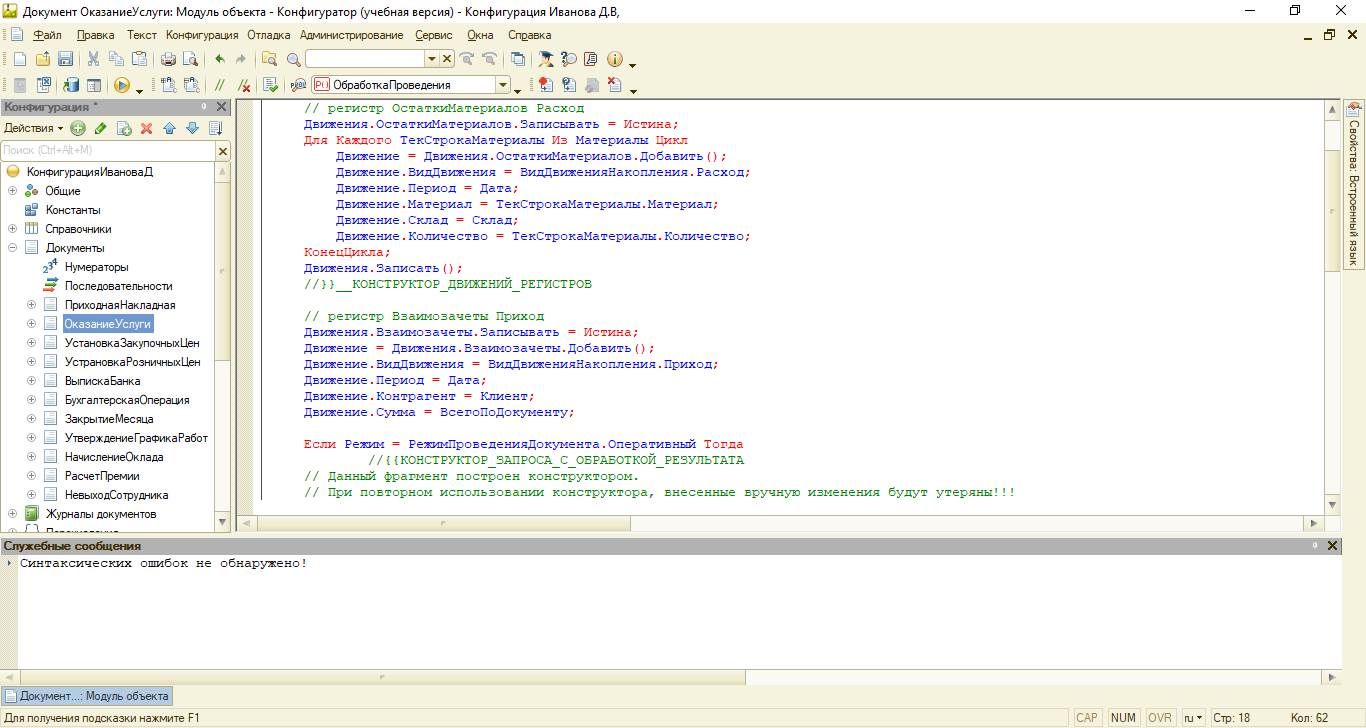 Документ ОказаниеУслуги: Модуль объекта - Конфигуратор (учебная версия) - Конфигурация Иванова Д.В,
Файл Правка Текст Конфигурация Отладка Администрирование Сервис Окна Справка
ОбработкаПроведения
Конфигурация *
Действия
Поиск (Ctrl+Alt+M)
КонфигурацияИвановаД
Общие
Константы
Справочники
Документы
Нумераторы
Последовательности
ПриходнаяНакладная
ОказаниеУслуги
УстановкаЗакупочныхЦен
УстрановкаРозничныхЦен
ВыпискаБанка
БухгалтерскаяОперация
ЗакрытиеМесяца
УтверждениеГрафикаРабот
НачислениеОклада
РасчетПремии
НевыходСотрудника
Журналы документов
// регистр ОстаткиМатериалов Расход
Движения.ОстаткиМатериалов.Записывать = Истина;
Для Каждого ТекСтрокаМатериалы Из Материалы Цикл
Движение = Движения.ОстаткиМатериалов.Добавить();
Движение.ВидДвижения = ВидДвиженияНакопления.Расход;
Движение.Период = Дата;
Движение.Материал = ТекСтрокаМатериалы.Материал;
Движение.Склад = Склад;
Движение.Количество = ТекСтрокаМатериалы.Количество;
КонецЦикла;
Движения.Записать();
//}}__КОНСТРУКТОР_ДВИЖЕНИЙ_РЕГИСТРОВ
// регистр Взаимозачеты Приход
Движения.Взаимозачеты.Записывать = Истина;
Движение = Движения.Взаимозачеты.Добавить();
Движение.ВидДвижения = ВидДвиженияНакопления.Приход;
Движение.Период = Дата;
Движение.Контрагент = Клиент;
Движение.Сумма = ВсегоПоДокументу;
Если Режим = РежимПроведенияДокумента.Оперативный Тогда
//{{КОНСТРУКТОР_ЗАПРОСА_С_ОБРАБОТКОЙ_РЕЗУЛЬТАТА
// Данный фрагмент построен конструктором.
// При повторном использовании конструктора, внесенные вручную изменения будут утеряны!!!
Свойства: Встроенный язык
Служебные сообщения
Синтаксических ошибок не обнаружено!
Документ...: Модуль объекта
Для получения подсказки нажмите F1
CAP NUM OVR ru Стр: 18 Кол: 62